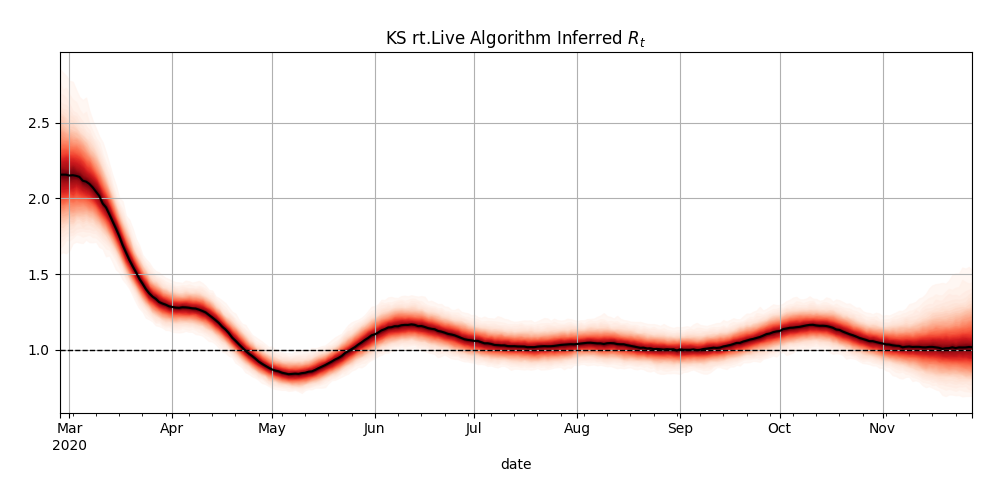 KS rt.Live Algorithm Inferred $R_t$
2.5
2.0
1.5
1.0
Mar Apr May Jun Jul Aug Sep Oct Nov
2020
date